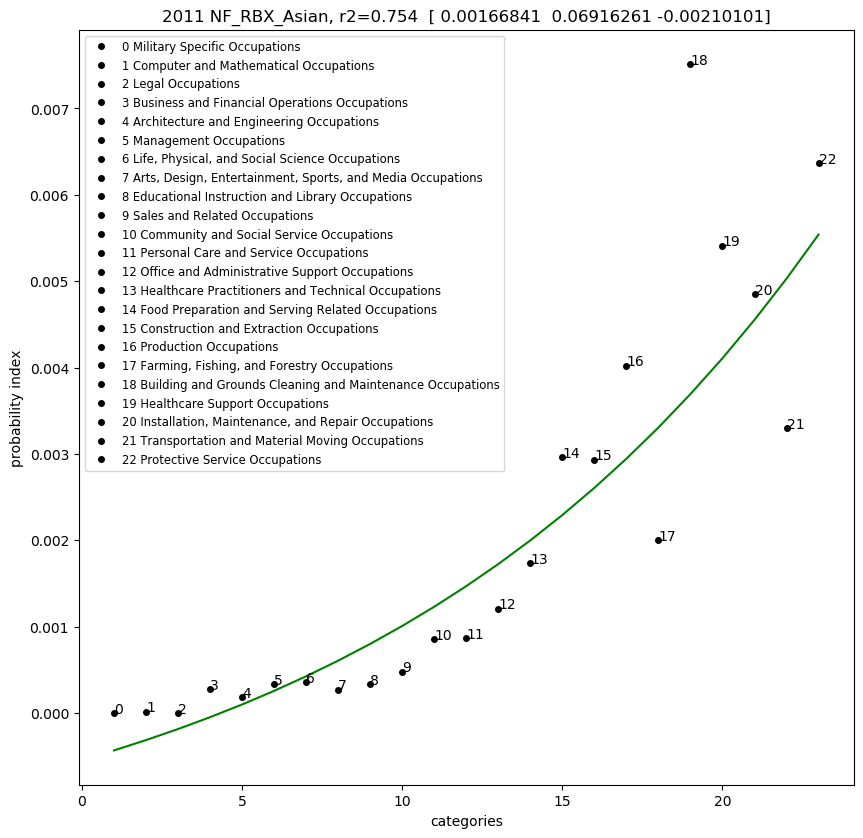 2011 NF_RBX_Asian, r2=0.754 [ 0.00166841 0.06916261 -0.00210101]
0 Military Specific Occupations
1 Computer and Mathematical Occupations
2 Legal Occupations
3 Business and Financial Operations Occupations
4 Architecture and Engineering Occupations
5 Management Occupations
6 Life, Physical, and Social Science Occupations
7 Arts, Design, Entertainment, Sports, and Media Occupations
8 Educational Instruction and Library Occupations
9 Sales and Related Occupations
10 Community and Social Service Occupations
11 Personal Care and Service Occupations
12 Office and Administrative Support Occupations
13 Healthcare Practitioners and Technical Occupations
14 Food Preparation and Serving Related Occupations
15 Construction and Extraction Occupations
16 Production Occupations
17 Farming, Fishing, and Forestry Occupations
18 Building and Grounds Cleaning and Maintenance Occupations
19 Healthcare Support Occupations
20 Installation, Maintenance, and Repair Occupations
21 Transportation and Material Moving Occupations
22 Protective Service Occupations
probability index
0.007
0.006
0.005
0.004
0.003
0.002
0.001
0.000
0
1
2
3
4
5
6
7
8
9
10
11
12
13
14
15
16
17
18
19
20
21
22
0
5
10
15
20
categories